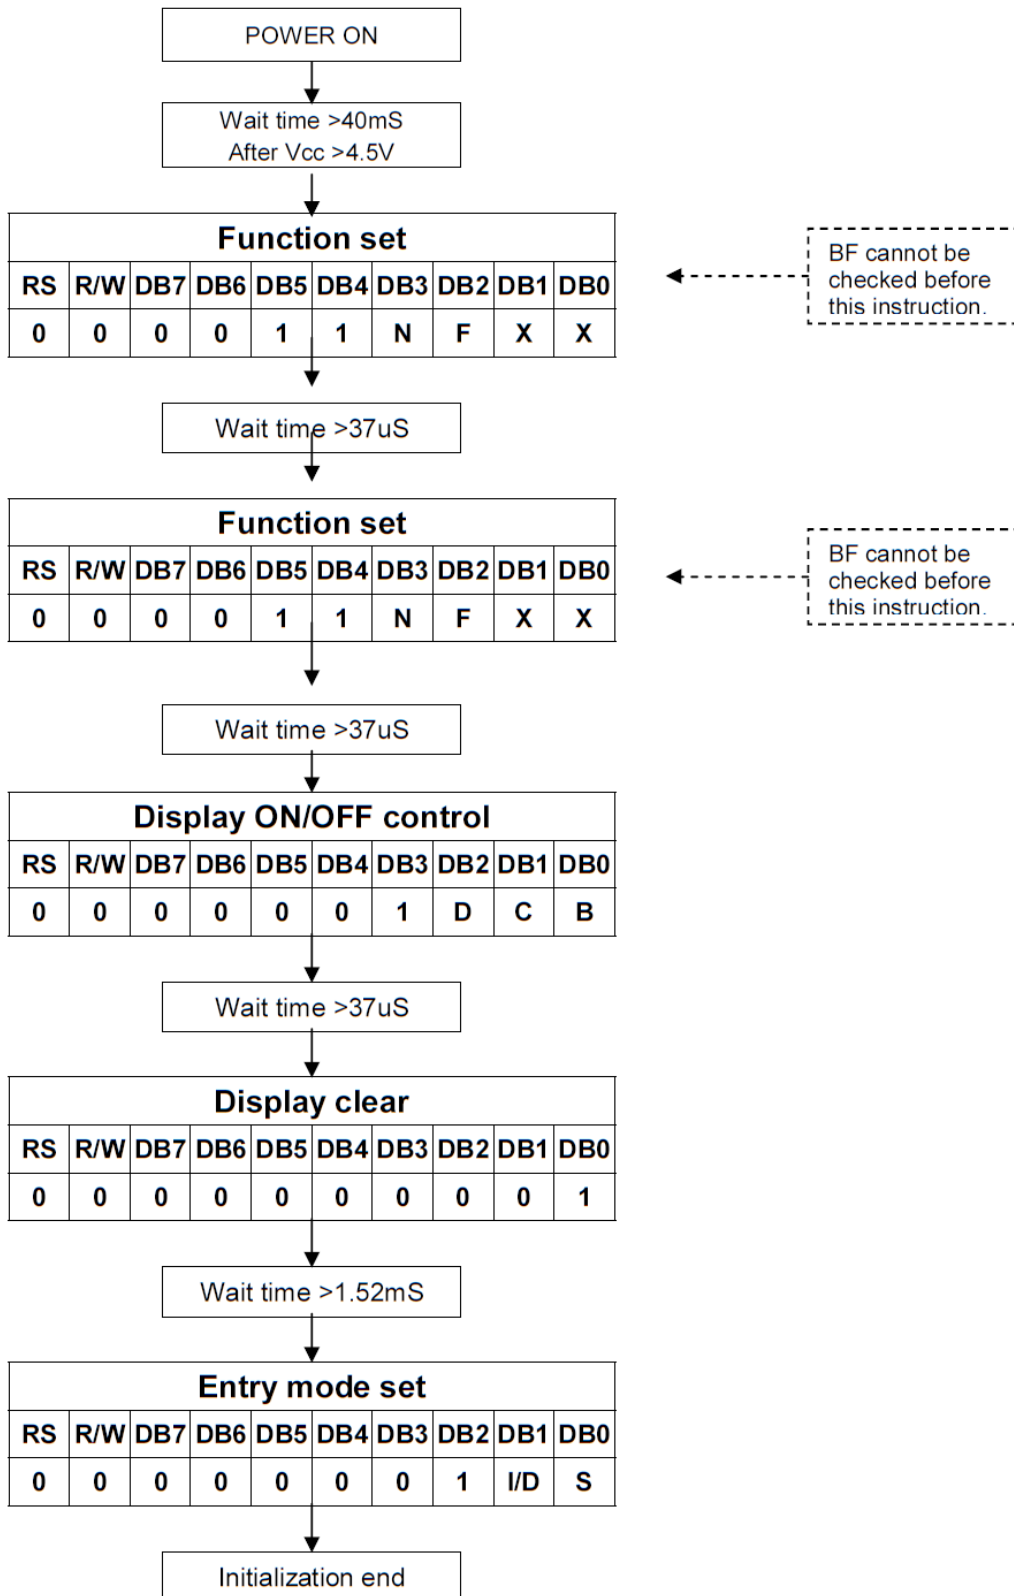 POWER ON
Wait time >40mS
After Vcc >4.5V
Function set
RS R/W DB7 DB6 DB5 DB4 DB3 DB2 DB1 DB0
0 0 0 0 1 1 N F X X
BF cannot be
checked before
this instruction.
Wait time >37uS
Function set
RS R/W DB7 DB6 DB5 DB4 DB3 DB2 DB1 DB0
0 0 0 0 1 1 N F X X
BF cannot be
checked before
this instruction.
Wait time >37uS
Display ON/OFF control
RS R/W DB7 DB6 DB5 DB4 DB3 DB2 DB1 DB0
0 0 0 0 0 0 1 D C B
Wait time >37uS
Display clear
RS R/W DB7 DB6 DB5 DB4 DB3 DB2 DB1 DB0
0 0 0 0 0 0 0 0 0 1
Wait time >1.52mS
Entry mode set
RS R/W DB7 DB6 DB5 DB4 DB3 DB2 DB1 DB0
0 0 0 0 0 0 0 1 I/D S
Initialization end